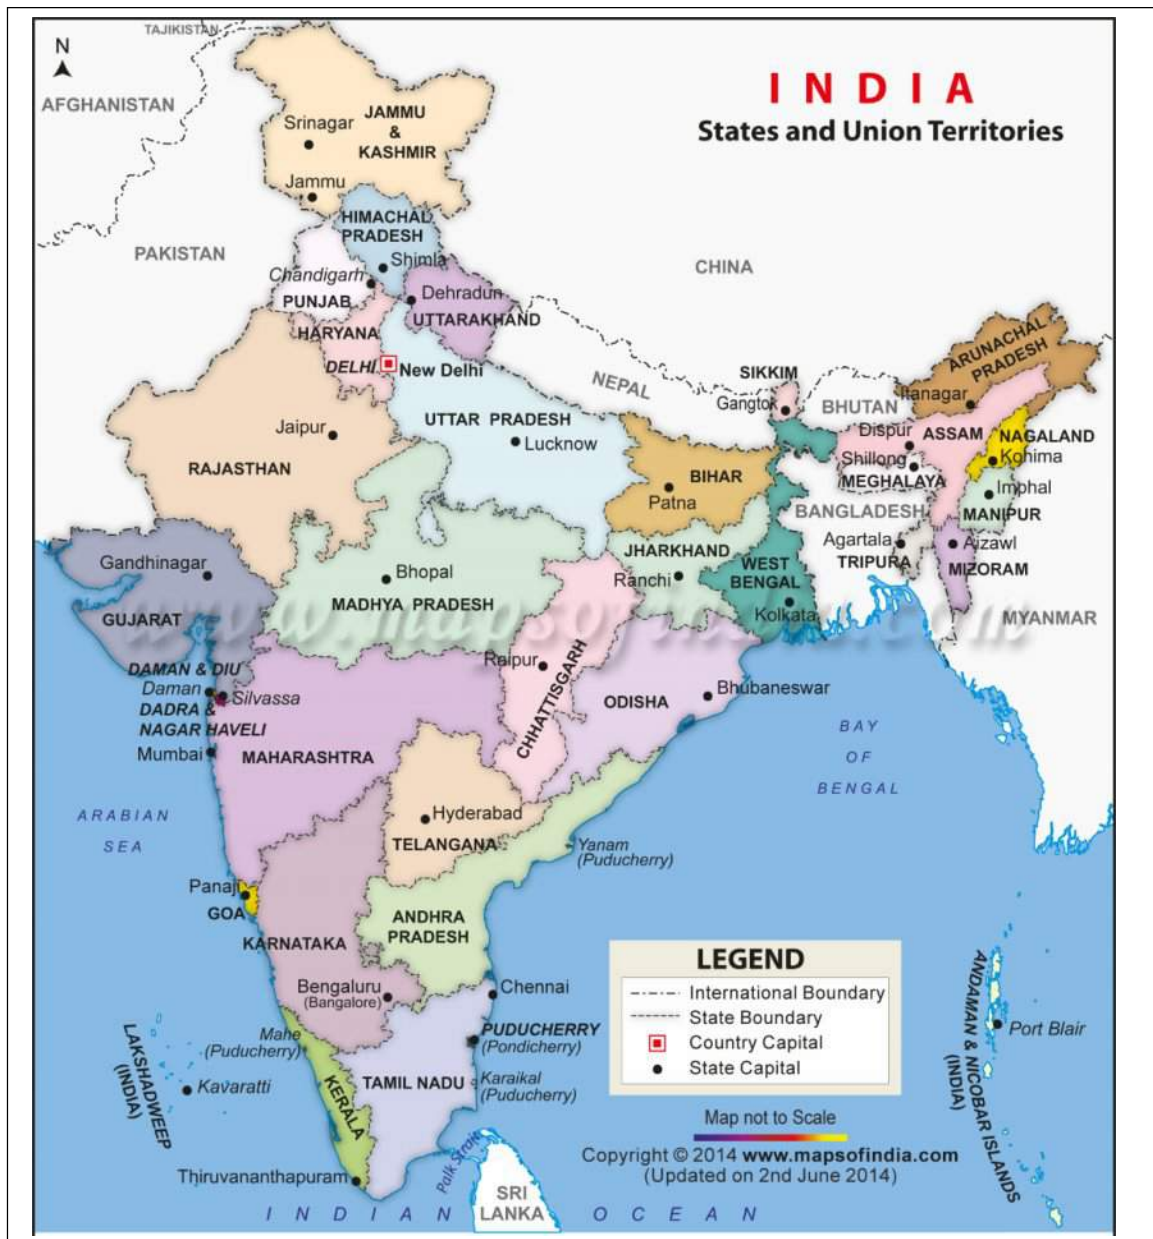 TAJIKISTAN
N
AFGHANISTAN
INDIA
States and Union Territories
JAMMU
&
KASHMIR
Srinagar
Jammu
HIMACHAL
PRADESH
PAKISTAN
Shimla
CHINA
Chandigarh
PUNJAB
Dehradun
UTTARAKHAND
HARYANA
DELHI
New Delhi
NEPAL
SIKKIM
Gangtok
BHUTAN
ARUNACHAL
PRADESH
Itanagar
UTTAR PRADESH
Lucknow
Jaipur
RAJASTHAN
Dispur
ASSAM
NAGALAND
Kohima
Shillong
MEGHALAYA
BIHAR
Patna
Imphal
MANIPUR
BANGLADESH
Agartala
TRIPURA
Aizawl
MIZORAM
JHARKHAND
Ranchi
WEST
BENGAL
Kolkata
Gandhinagar
GUJARAT
Bhopal
MADHYA PRADESH
www.mapsofindia.com
MYANMAR
Raipur
CHHATTISGARH
ODISHA
Bhubaneswar
DAMAN & DIU
Daman
Silvassa
DADRA &
NAGAR HAVELI
Mumbai
MAHARASHTRA
BAY
OF
BENGAL
ARABIAN
SEA
Hyderabad
TELANGANA
Yanam
(Puducherry)
Panaji
GOA
KARNATAKA
ANDHRA
PRADESH
Bengaluru
(Bangalore)
Chennai
LEGEND
International Boundary
State Boundary
Country Capital
State Capital
Mahe
(Puducherry)
PUDUCHERRY
(Pondicherry)
LAKSHADWEEP
(INDIA)
Kavaratti
KERALA
TAMIL NADU
Karaikal
(Puducherry)
ANDAMAN & NICOBAR ISLANDS
(INDIA)
Port Blair
Map not to Scale
Copyright © 2014 www.mapsofindia.com
(Updated on 2nd June 2014)
Thiruvananthapuram
Palk Strait
SRI
LANKA
INDIAN OCEAN